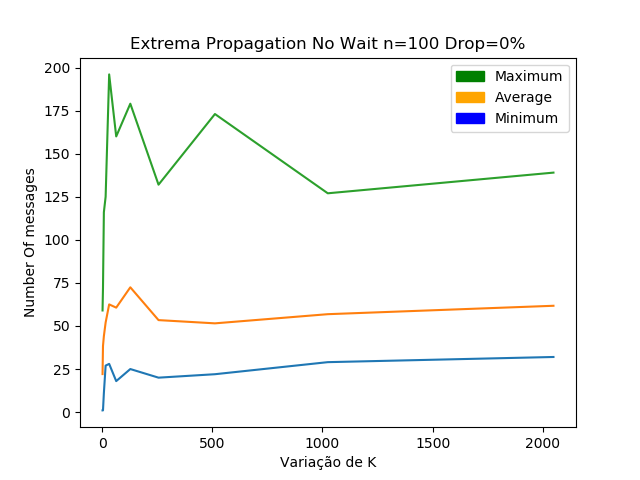 Extrema Propagation No Wait n=100 Drop=0%
Maximum
Average
Minimum
Number Of messages
200
175
150
125
100
75
50
25
0
0 500 1000 1500 2000
Variação de K